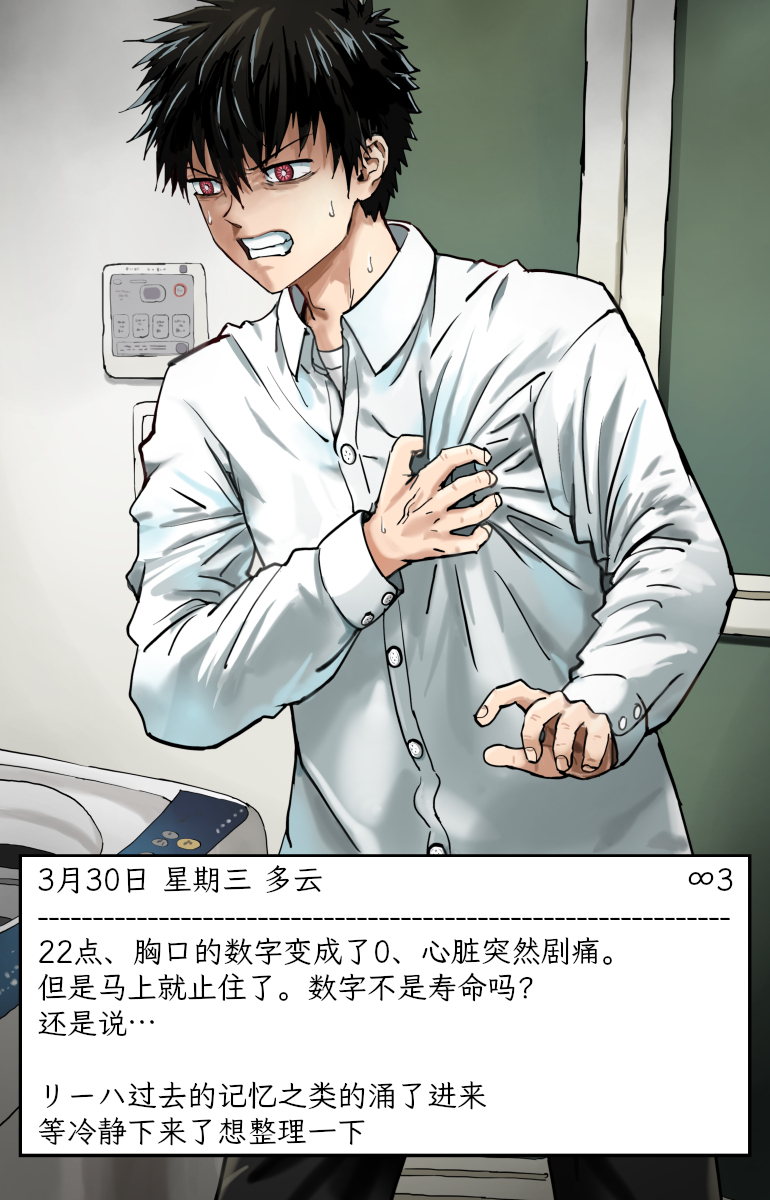 3月30日 星期三 多云 ∞3
22点、胸口的数字变成了0、心脏突然剧痛。
但是马上就止住了。数字不是寿命吗?
还是说…
リーハ过去的记忆之类的涌了进来
等冷静下来了想整理一下